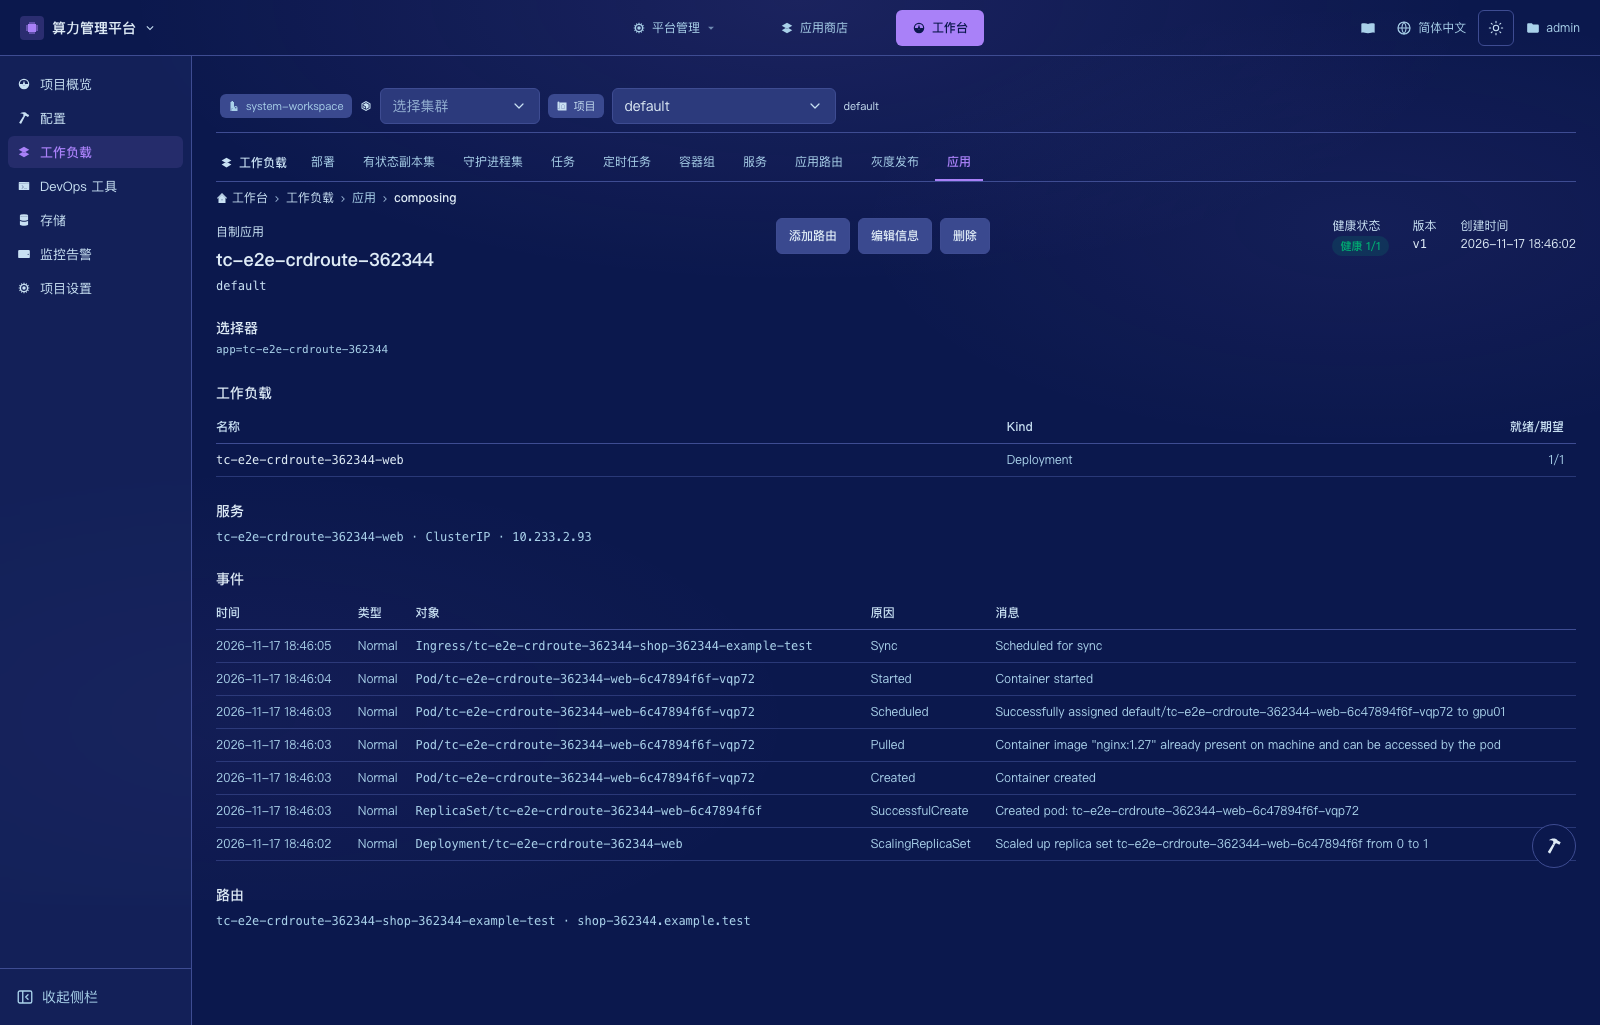 算力管理平台
平台管理
应用商店
工作台
简体中文
admin
项目概览
配置
工作负载
DevOps 工具
存储
监控告警
项目设置
收起侧栏
system-workspace
选择集群
项目
default
default
工作负载 部署 有状态副本集 守护进程集 任务 定时任务 容器组 服务 应用路由 灰度发布 应用
工作台 › 工作负载 › 应用 › composing
自制应用
tc-e2e-crdroute-362344
default
添加路由
编辑信息
删除
健康状态 版本 创建时间
健康 1/1 v1 2026-11-17 18:46:02
选择器
app=tc-e2e-crdroute-362344
工作负载
名称 Kind 就绪/期望
tc-e2e-crdroute-362344-web Deployment 1/1
服务
tc-e2e-crdroute-362344-web · ClusterIP · 10.233.2.93
事件
时间 类型 对象 原因 消息
2026-11-17 18:46:05 Normal Ingress/tc-e2e-crdroute-362344-shop-362344-example-test Sync Scheduled for sync
2026-11-17 18:46:04 Normal Pod/tc-e2e-crdroute-362344-web-6c47894f6f-vqp72 Started Container started
2026-11-17 18:46:03 Normal Pod/tc-e2e-crdroute-362344-web-6c47894f6f-vqp72 Scheduled Successfully assigned default/tc-e2e-crdroute-362344-web-6c47894f6f-vqp72 to gpu01
2026-11-17 18:46:03 Normal Pod/tc-e2e-crdroute-362344-web-6c47894f6f-vqp72 Pulled Container image "nginx:1.27" already present on machine and can be accessed by the pod
2026-11-17 18:46:03 Normal Pod/tc-e2e-crdroute-362344-web-6c47894f6f-vqp72 Created Container created
2026-11-17 18:46:03 Normal ReplicaSet/tc-e2e-crdroute-362344-web-6c47894f6f SuccessfulCreate Created pod: tc-e2e-crdroute-362344-web-6c47894f6f-vqp72
2026-11-17 18:46:02 Normal Deployment/tc-e2e-crdroute-362344-web ScalingReplicaSet Scaled up replica set tc-e2e-crdroute-362344-web-6c47894f6f from 0 to 1
路由
tc-e2e-crdroute-362344-shop-362344-example-test · shop-362344.example.test